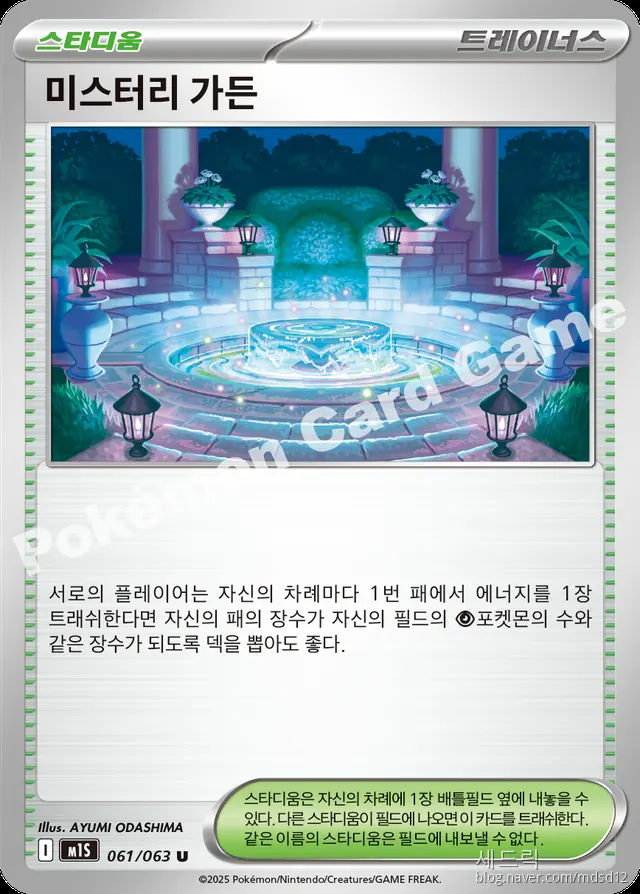 스타디움 트레이너스
미스터리 가든
Pokémon Card Game
서로의 플레이어는 자신의 차례마다 1번 패에서 에너지를 1장
트래쉬한다면 자신의 패의 장수가 자신의 필드의 포켓몬의 수와
같은 장수가 되도록 덱을 뽑아도 좋다.
스타디움은 자신의 차례에 1장 배틀필드 옆에 내놓을 수
있다. 다른 스타디움이 필드에 나오면 이 카드를 트래쉬한다.
같은 이름의 스타디움은 필드에 내보낼 수 없다.
Illus. AYUMI ODASHIMA
I M1S 061/063 U
©2025 Pokémon/Nintendo/Creatures/GAME FREAK.
세드릭
blog.naver.com/mdsd12